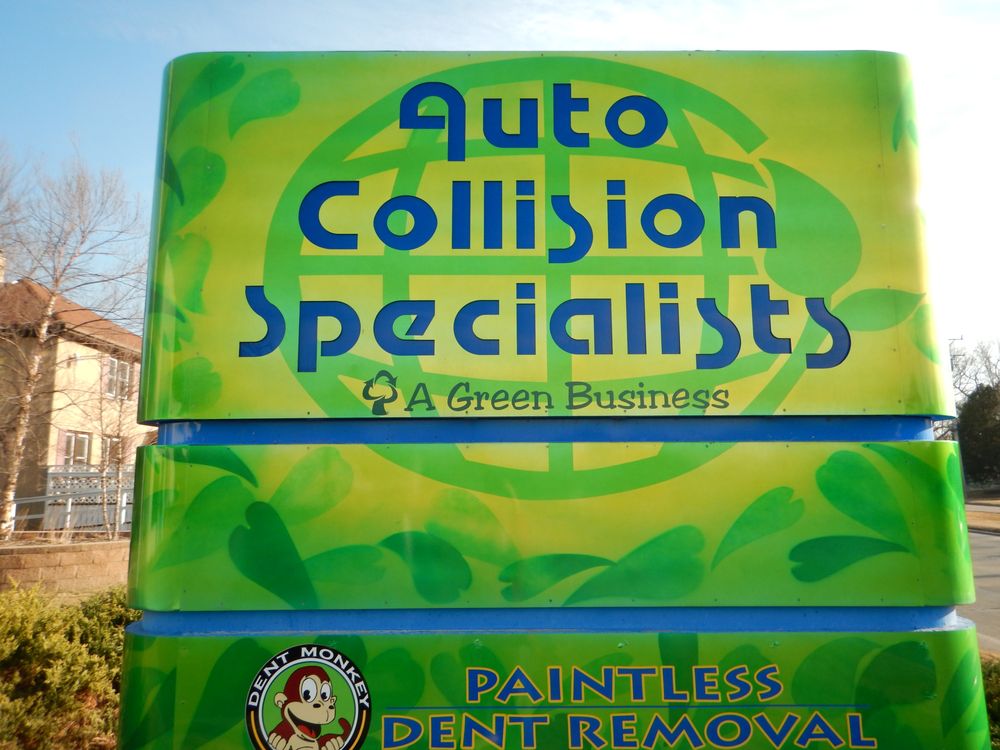 Auto
Collision
Specialists
A Green Business
DENT MONKEY
PAINTLESS
DENT REMOVAL